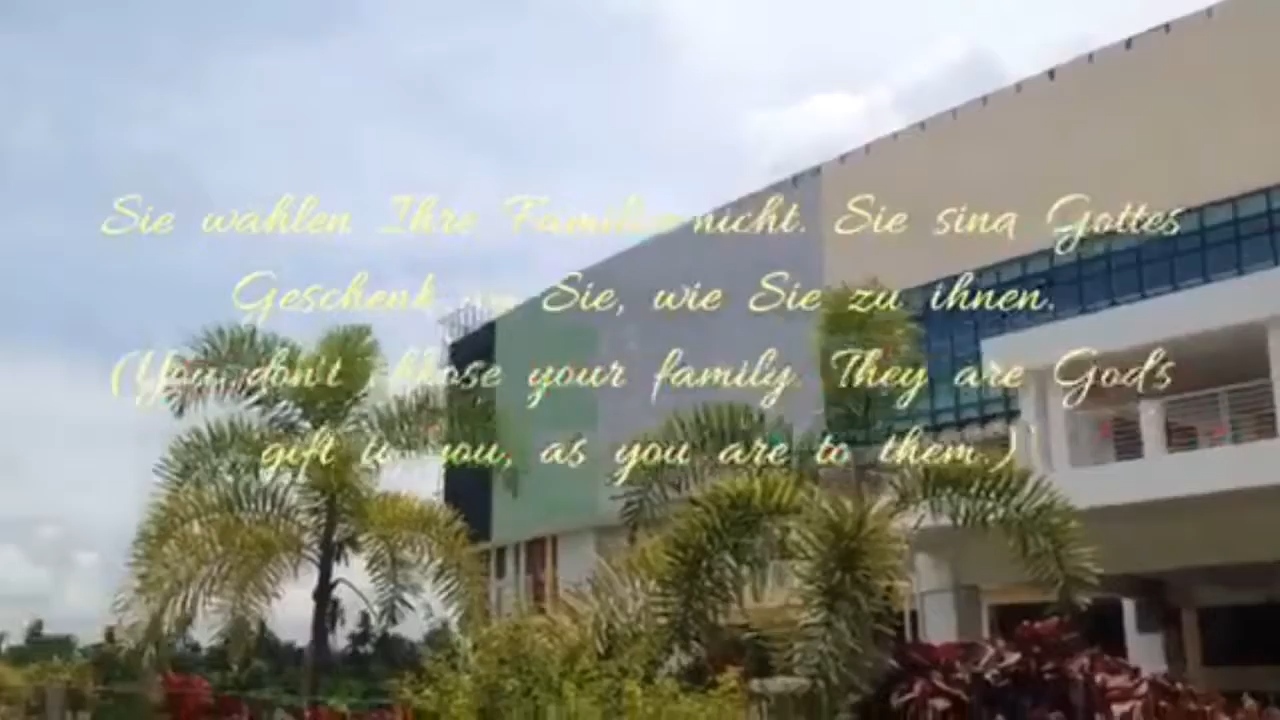 Sie wahlen Ihre Familie nicht. Sie sind Gottes
Geschenk an Sie, wie Sie zu ihnen.
(You don't choose your family. They are God's
gift to you, as you are to them.)